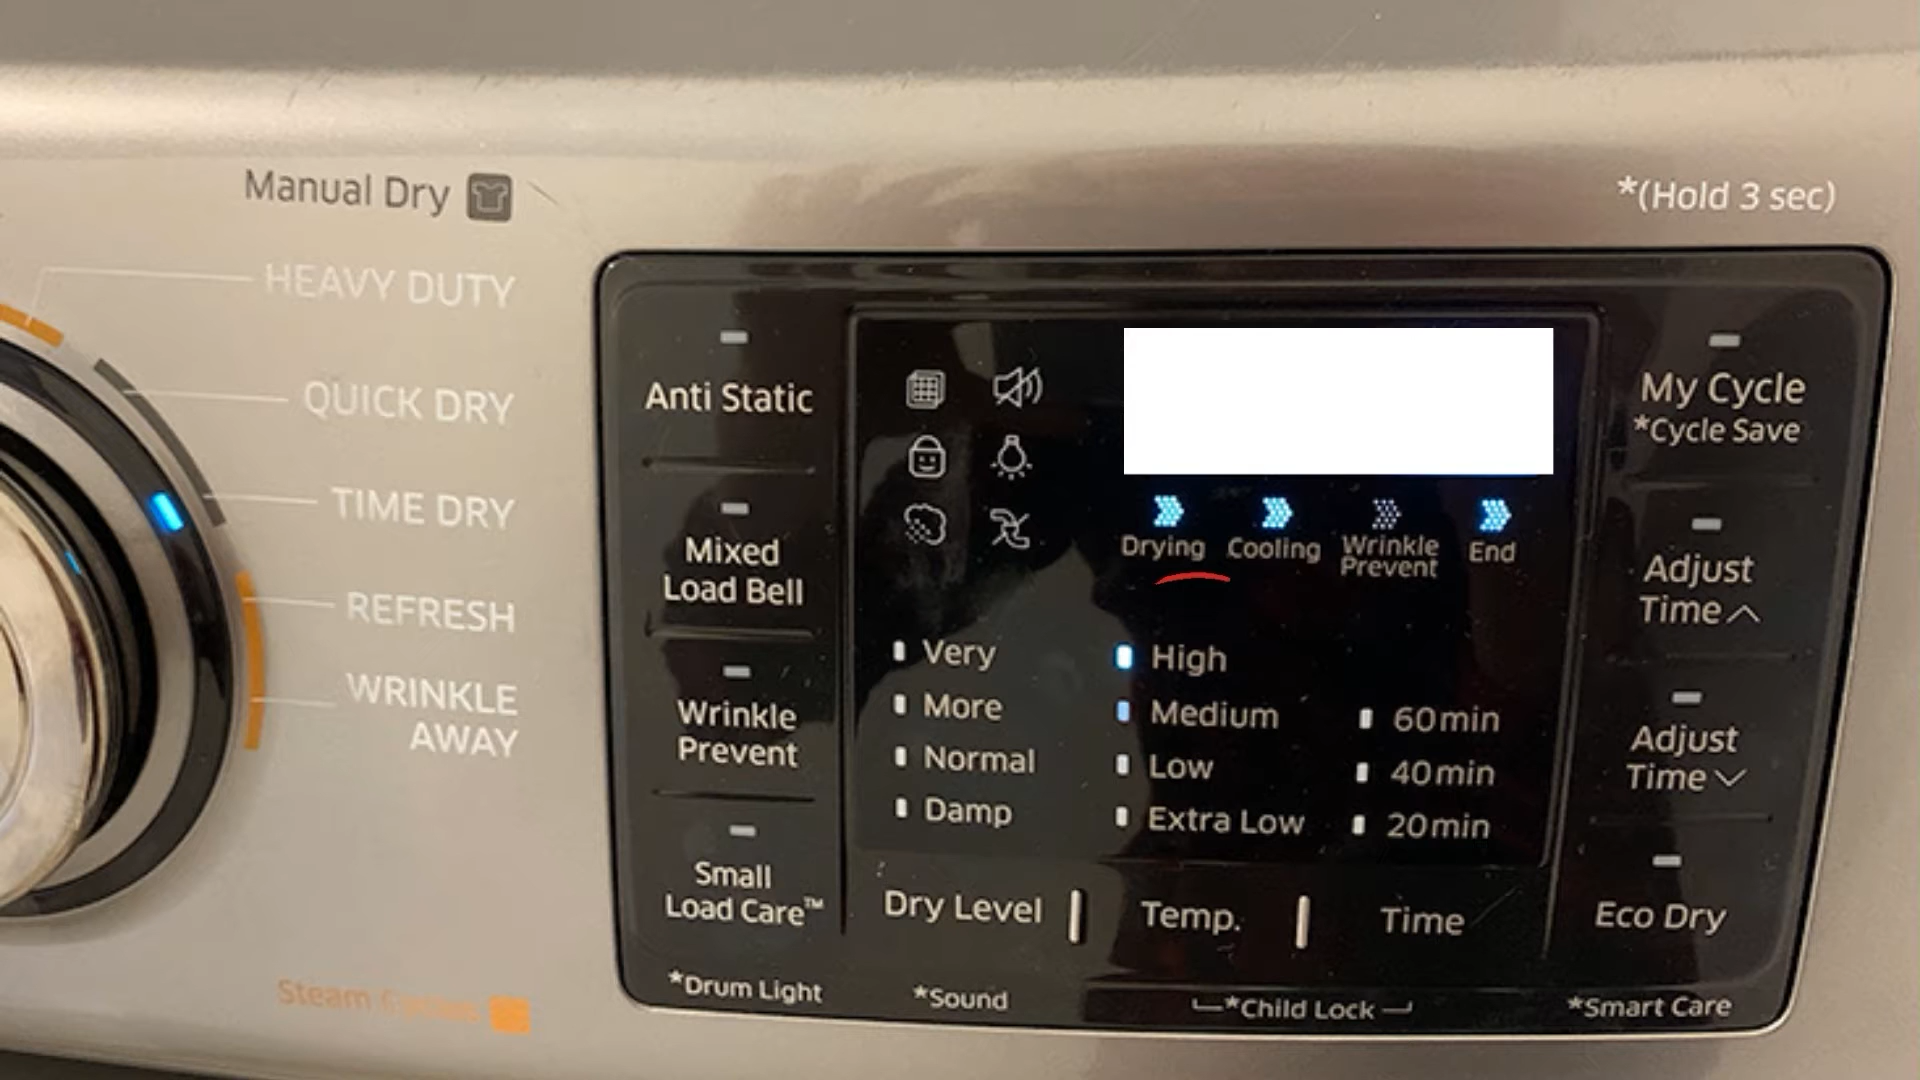 Manual Dry
*(Hold 3 sec)
HEAVY DUTY
QUICK DRY
TIME DRY
REFRESH
WRINKLE
AWAY
Steam Cycles
Anti Static
Mixed
Load Bell
Wrinkle
Prevent
Small
Load Care™
*Drum Light
Drying Cooling Wrinkle Prevent End
Very
More
Normal
Damp
Dry Level
*Sound
High
Medium
Low
Extra Low
Temp.
60min
40min
20min
Time
*Child Lock
My Cycle
*Cycle Save
Adjust
Time
Adjust
Time
Eco Dry
*Smart Care